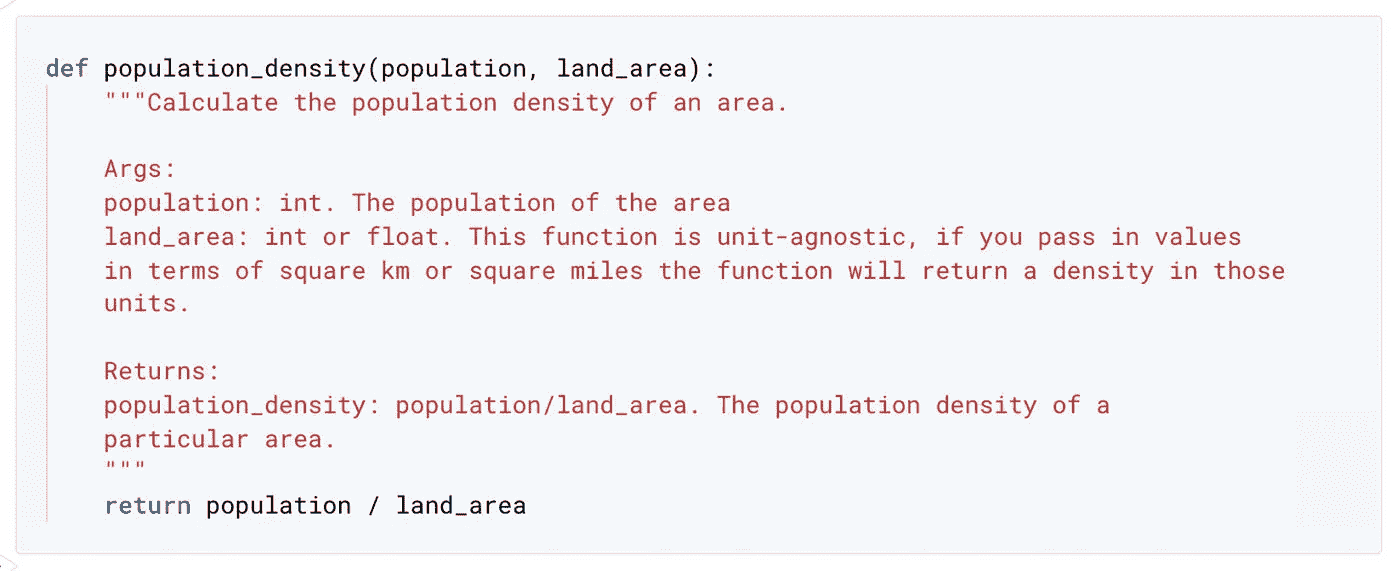 def population_density(population, land_area):
"""Calculate the population density of an area.
Args:
population: int. The population of the area
land_area: int or float. This function is unit-agnostic, if you pass in values
in terms of square km or square miles the function will return a density in those
units.
Returns:
population_density: population/land_area. The population density of a
particular area.
"""
return population / land_area